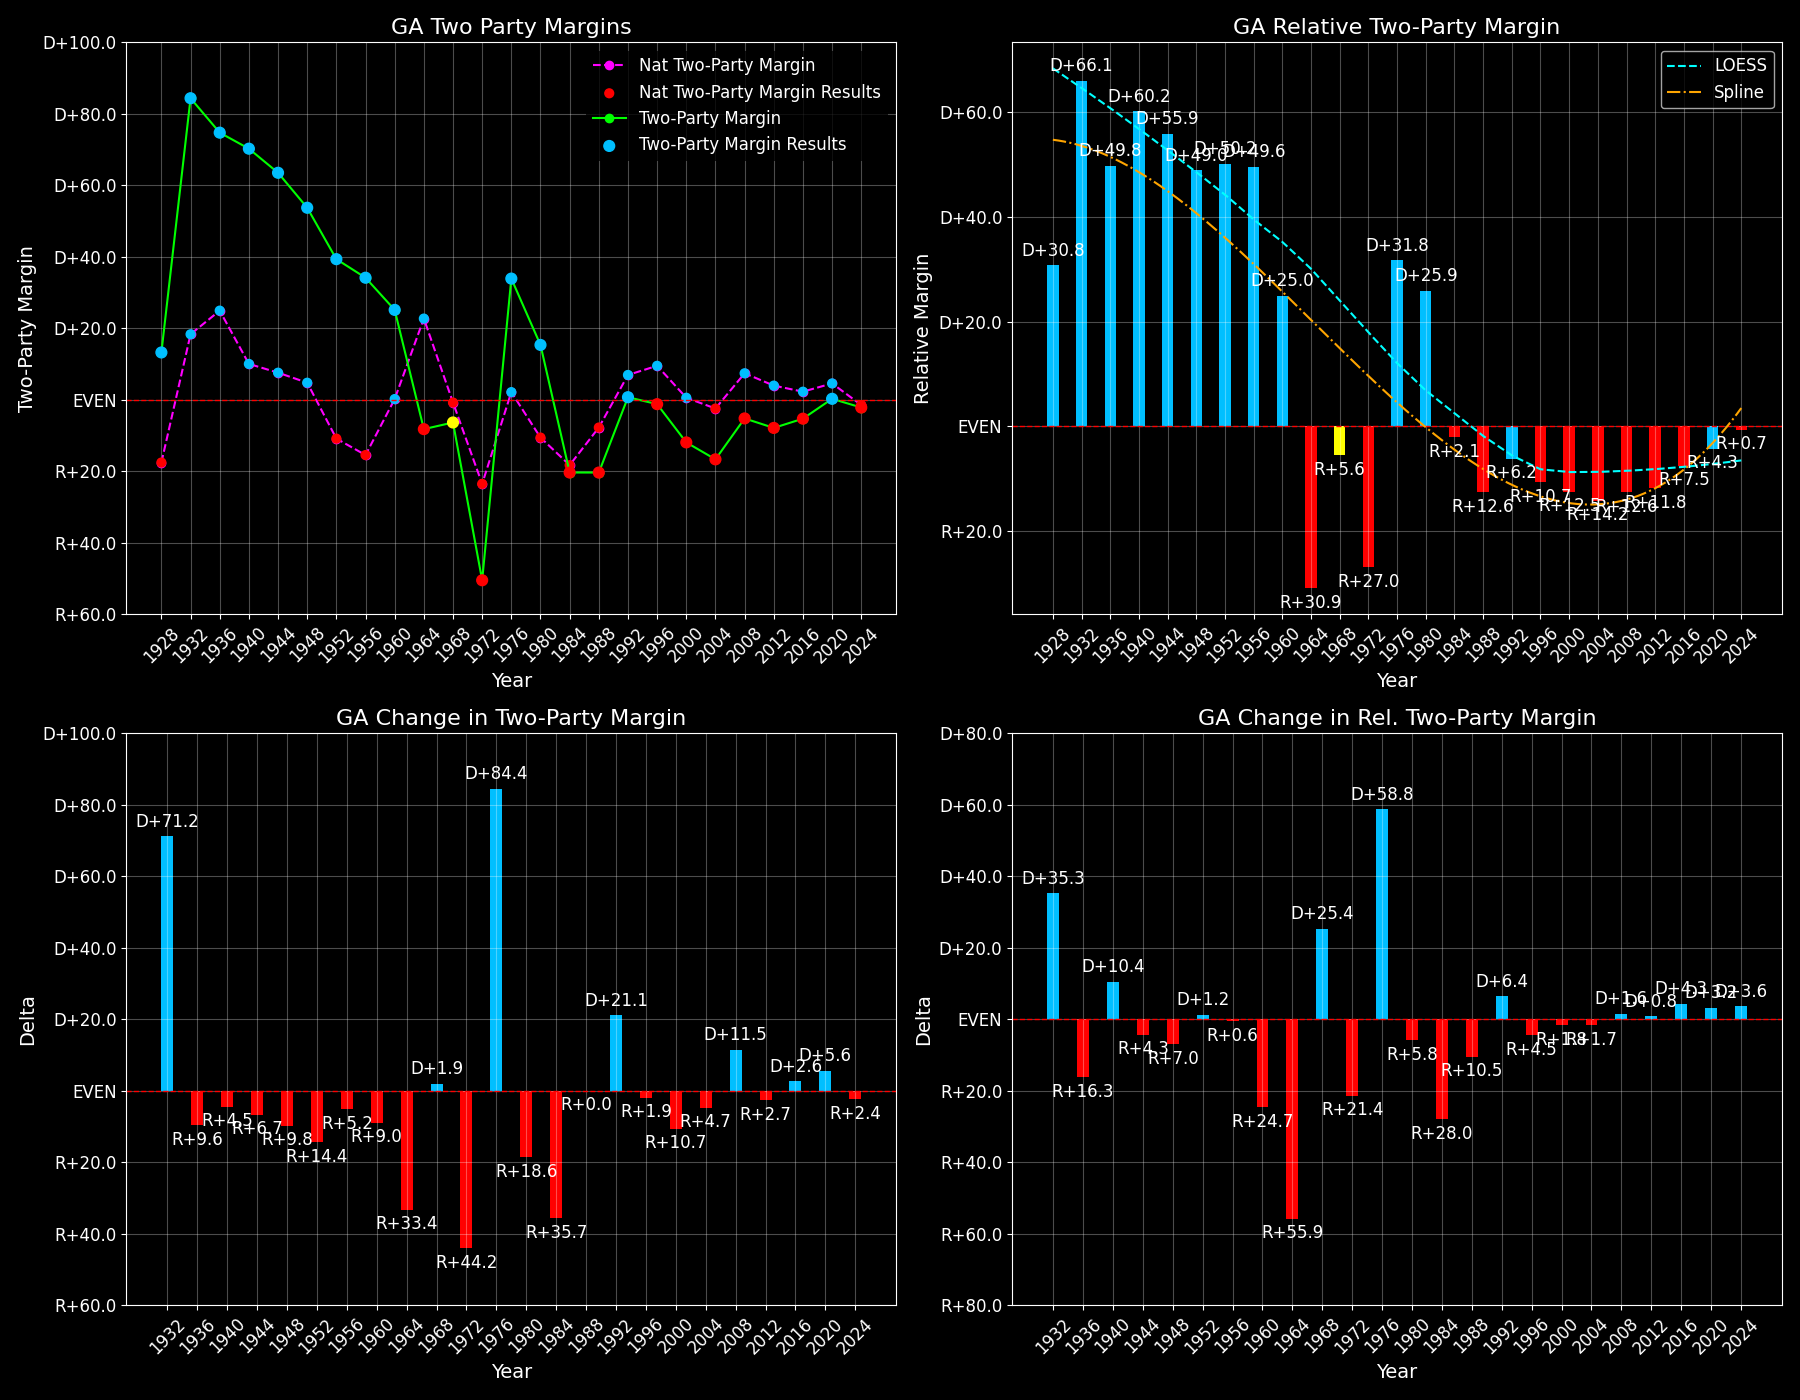 GA Two Party Margins
D+100.0
D+80.0
D+60.0
D+40.0
D+20.0
EVEN
R+20.0
R+40.0
R+60.0
Two-Party Margin
Nat Two-Party Margin
Nat Two-Party Margin Results
Two-Party Margin
Two-Party Margin Results
1928 1932 1936 1940 1944 1948 1952 1956 1960 1964 1968 1972 1976 1980 1984 1988 1992 1996 2000 2004 2008 2012 2016 2020 2024
Year
GA Relative Two-Party Margin
D+60.0
D+40.0
D+20.0
EVEN
R+20.0
Relative Margin
LOESS
Spline
D+30.8 D+66.1 D+49.8 D+60.2 D+55.9 D+49.0 D+50.2 D+49.6 D+25.0 R+30.9 R+5.6 R+27.0 D+31.8 D+25.9 R+2.1 R+12.6 R+6.2 R+10.7 R+12.5 R+14.2 R+12.6 R+11.8 R+7.5 R+4.3 R+0.7
1928 1932 1936 1940 1944 1948 1952 1956 1960 1964 1968 1972 1976 1980 1984 1988 1992 1996 2000 2004 2008 2012 2016 2020 2024
Year
GA Change in Two-Party Margin
D+100.0
D+80.0
D+60.0
D+40.0
D+20.0
EVEN
R+20.0
R+40.0
R+60.0
Delta
D+71.2 R+9.6 R+4.5 R+6.7 R+9.8 R+14.4 R+5.2 R+9.0 R+33.4 D+1.9 R+44.2 D+84.4 R+18.6 R+35.7 R+0.0 D+21.1 R+1.9 R+10.7 R+4.7 D+11.5 R+2.7 D+2.6 D+5.6 R+2.4
1932 1936 1940 1944 1948 1952 1956 1960 1964 1968 1972 1976 1980 1984 1988 1992 1996 2000 2004 2008 2012 2016 2020 2024
Year
GA Change in Rel. Two-Party Margin
D+80.0
D+60.0
D+40.0
D+20.0
EVEN
R+20.0
R+40.0
R+60.0
R+80.0
Delta
D+35.3 R+16.3 D+10.4 R+4.3 R+7.0 D+1.2 R+0.6 R+24.7 R+55.9 D+25.4 R+21.4 D+58.8 R+5.8 R+28.0 R+10.5 D+6.4 R+4.5 R+1.8 R+1.7 D+1.6 D+0.8 D+4.3 D+3.2 D+3.6
1932 1936 1940 1944 1948 1952 1956 1960 1964 1968 1972 1976 1980 1984 1988 1992 1996 2000 2004 2008 2012 2016 2020 2024
Year